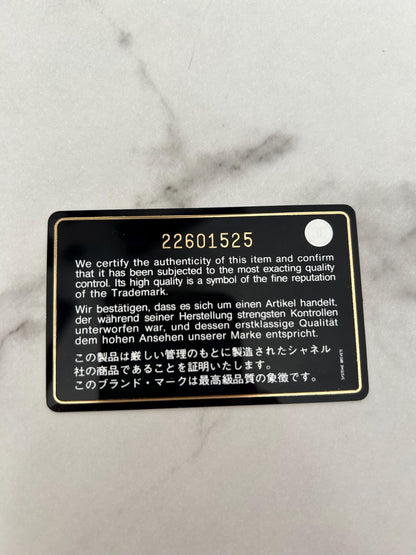 22601525
We certify the authenticity of this item and confirm
that it has been subjected to the most exacting quality
control. Its high quality is a symbol of the fine reputation
of the Trademark.
Wir bestätigen, dass es sich um einen Artikel handelt,
der während seiner Herstellung strengsten Kontrollen
unterworfen war, und dessen erstklassige Qualität
dem hohen Ansehen unserer Marke entspricht.
この製品は厳しい管理のもとに製造されたシャネル
社の商品であることを証明いたします。
このブランド・マークは最高級品質の象徴です。